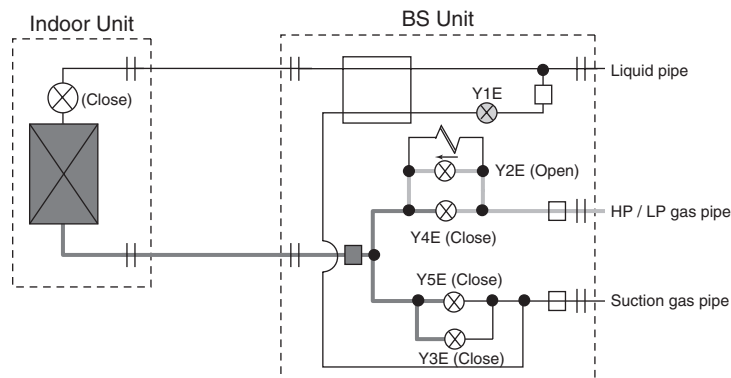 Indoor Unit
BS Unit
(Close)
Liquid pipe
Y1E
Y2E (Open)
HP / LP gas pipe
Y4E (Close)
Y5E (Close)
Suction gas pipe
Y3E (Close)